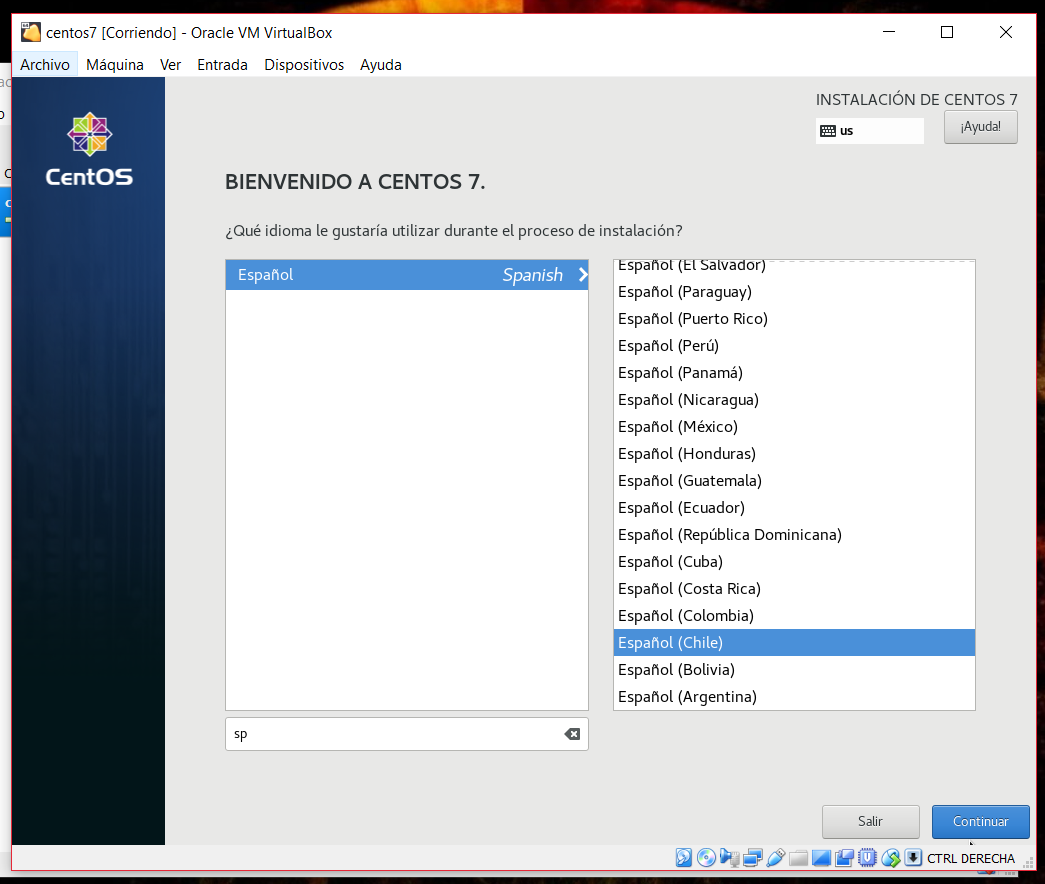 centos7 [Corriendo] - Oracle VM VirtualBox
Archivo Máquina Ver Entrada Dispositivos Ayuda
CentOS
INSTALACIÓN DE CENTOS 7
us
¡Ayuda!
BIENVENIDO A CENTOS 7.
¿Qué idioma le gustaría utilizar durante el proceso de instalación?
Español Spanish
Español (El Salvador)
Español (Paraguay)
Español (Puerto Rico)
Español (Perú)
Español (Panamá)
Español (Nicaragua)
Español (México)
Español (Honduras)
Español (Guatemala)
Español (Ecuador)
Español (República Dominicana)
Español (Cuba)
Español (Costa Rica)
Español (Colombia)
Español (Chile)
Español (Bolivia)
Español (Argentina)
sp
Salir Continuar
CTRL DERECHA